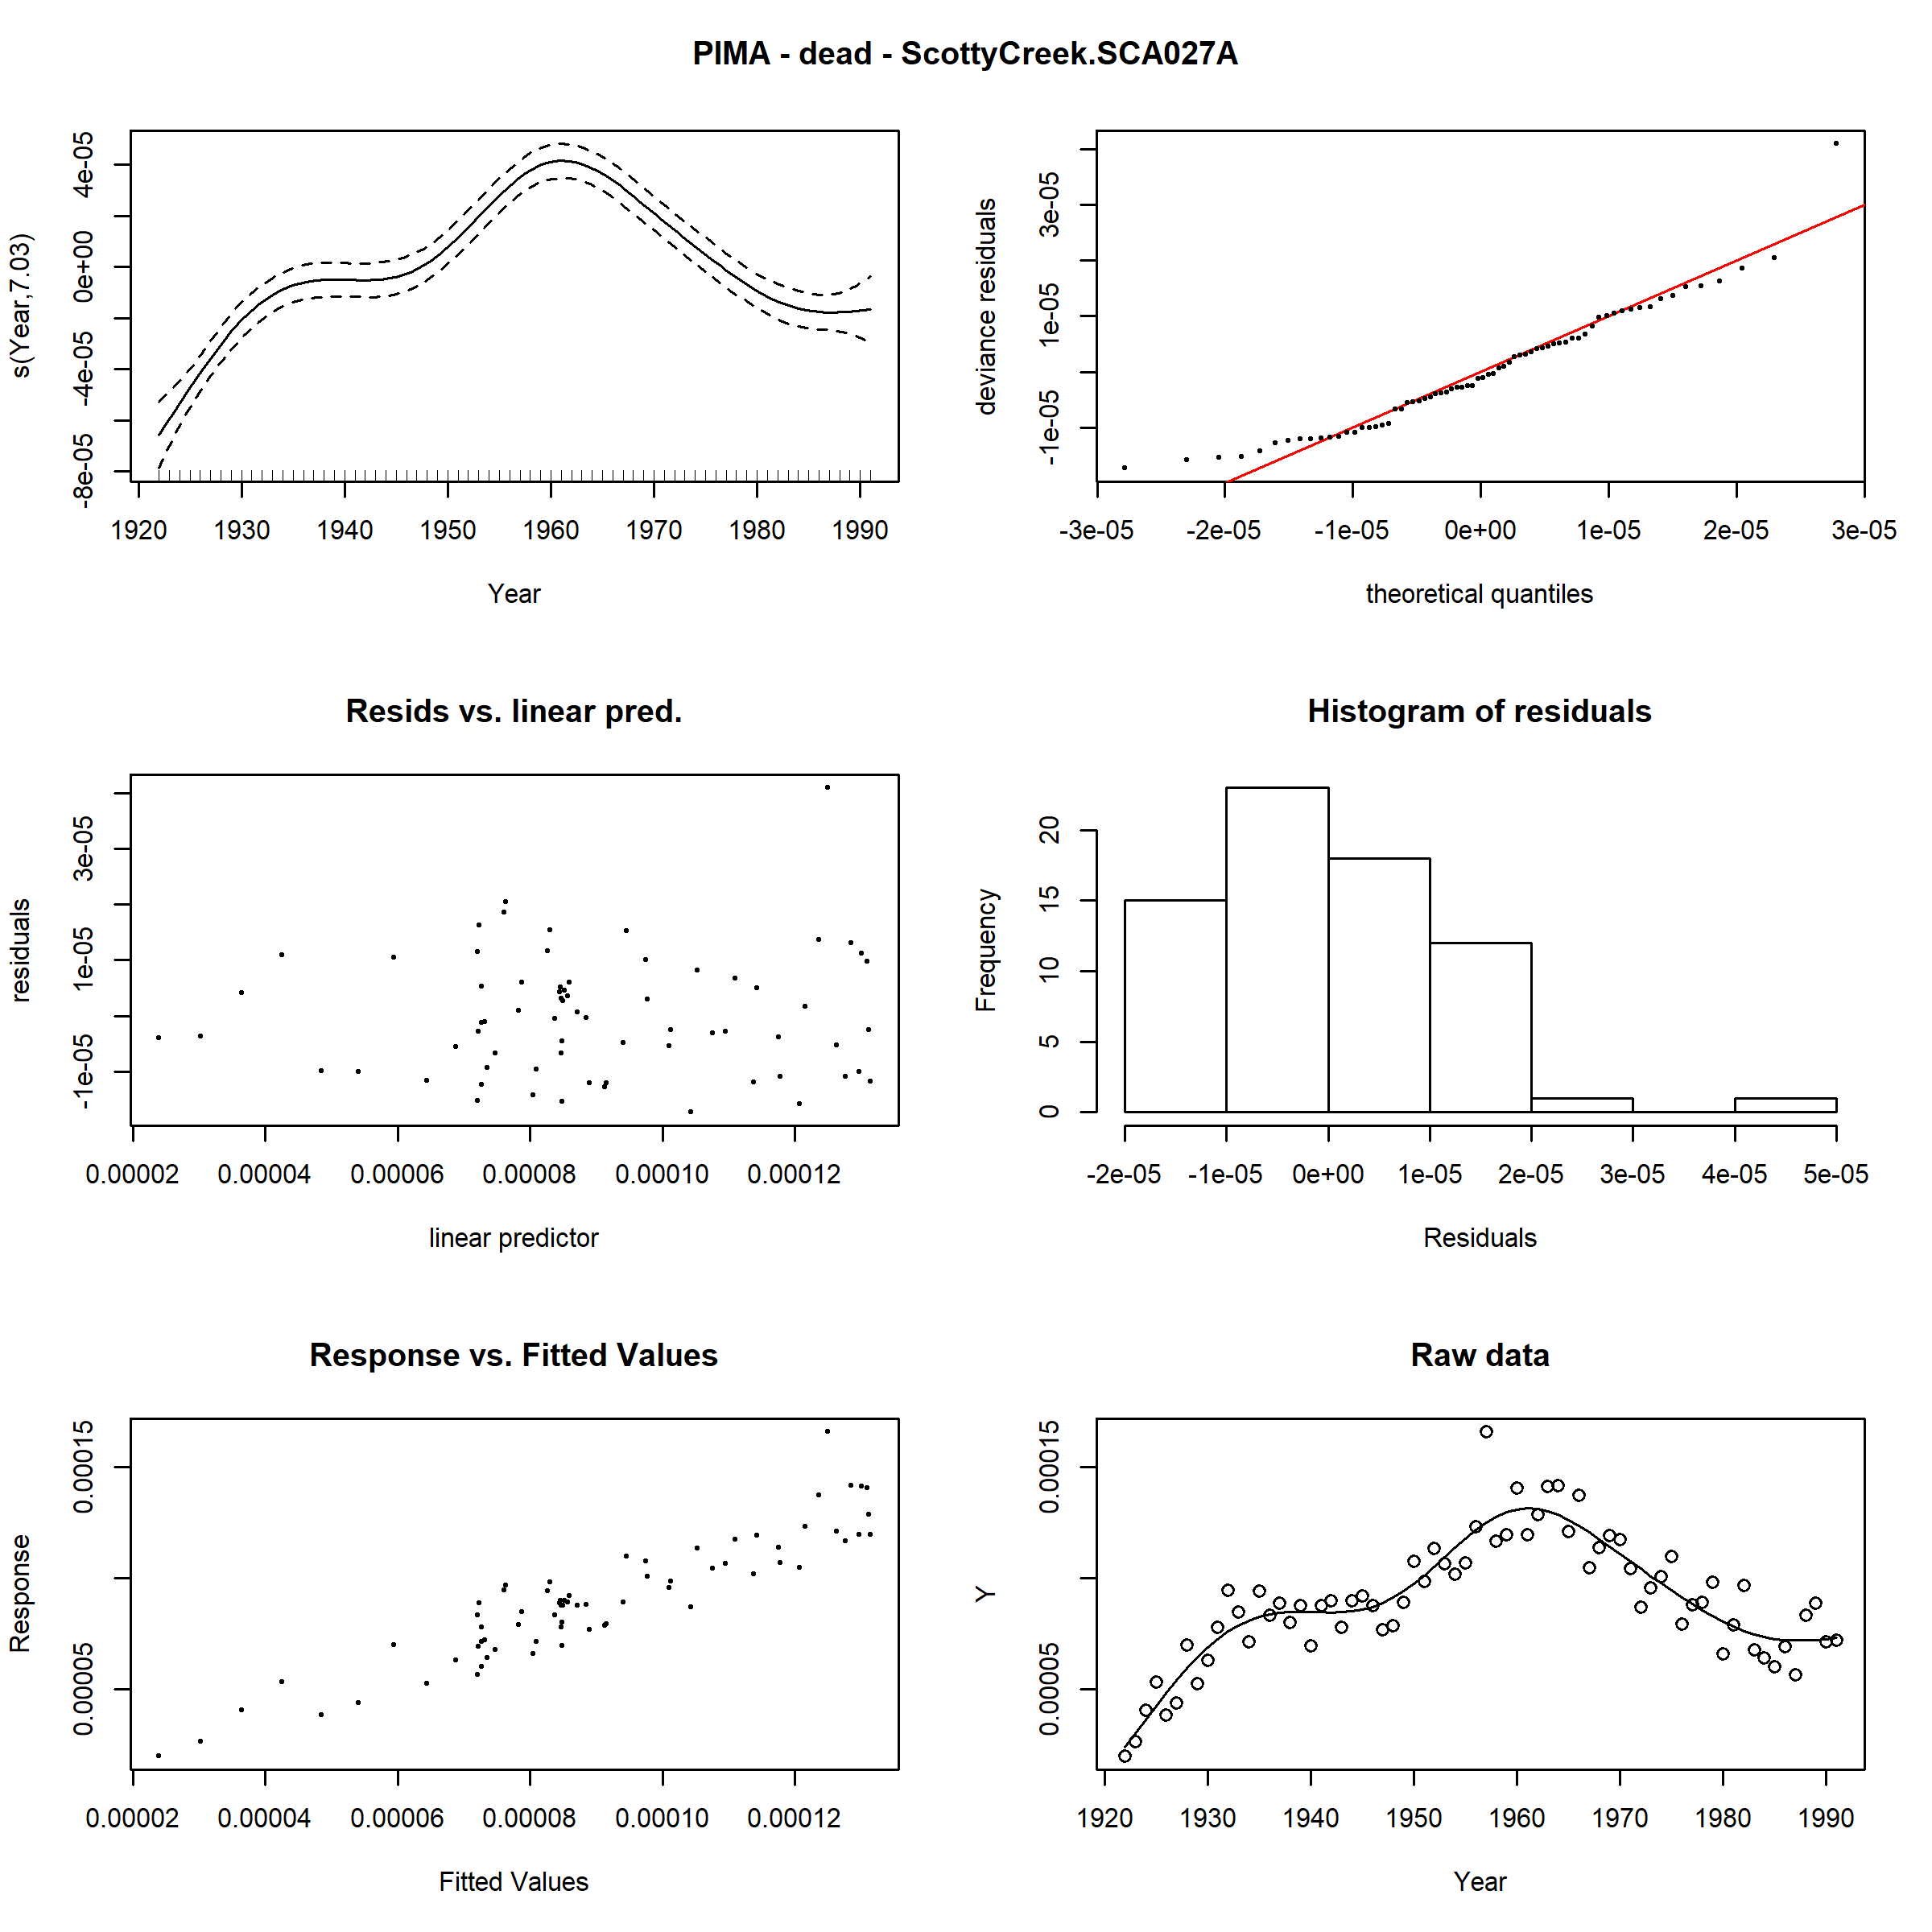 PIMA - dead - ScottyCreek.SCA027A
s(Year,7.03)
-8e-05 -4e-05 0e+00 4e-05
1920 1930 1940 1950 1960 1970 1980 1990
Year
deviance residuals
-1e-05 1e-05 3e-05
-3e-05 -2e-05 -1e-05 0e+00 1e-05 2e-05 3e-05
theoretical quantiles
Resids vs. linear pred.
residuals
-1e-05 1e-05 3e-05
0.00002 0.00004 0.00006 0.00008 0.00010 0.00012
linear predictor
Histogram of residuals
Frequency
0 5 10 15 20
-2e-05 -1e-05 0e+00 1e-05 2e-05 3e-05 4e-05 5e-05
Residuals
Response vs. Fitted Values
Response
0.00005 0.00015
0.00002 0.00004 0.00006 0.00008 0.00010 0.00012
Fitted Values
Raw data
Y
0.00005 0.00015
1920 1930 1940 1950 1960 1970 1980 1990
Year